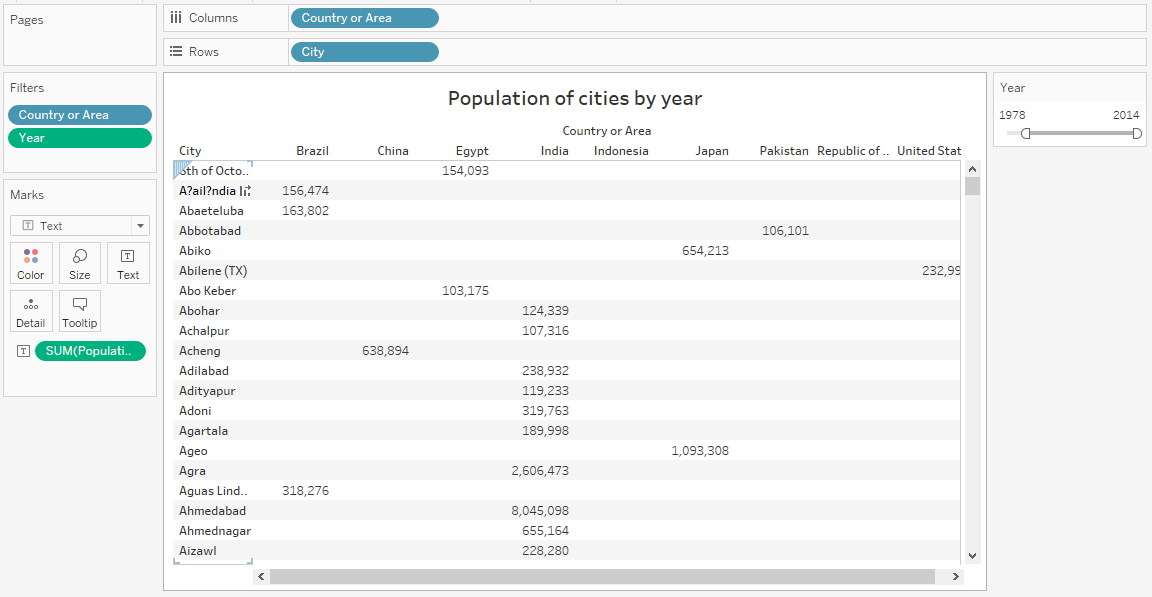 Pages
Columns
Country or Area
Rows
City
Filters
Country or Area
Year
Marks
Text
Color
Size
Text
Detail
Tooltip
SUM(Populati..
Population of cities by year
Country or Area
City Brazil China Egypt India Indonesia Japan Pakistan Republic of .. United Stat
6th of Octo.. 154,093
A?ail?ndia 156,474
Abaeteluba 163,802
Abbotabad 106,101
Abiko 654,213
Abilene (TX) 232,99
Abo Keber 103,175
Abohar 124,339
Achalpur 107,316
Acheng 638,894
Adilabad 238,932
Adityapur 119,233
Adoni 319,763
Agartala 189,998
Ageo 1,093,308
Agra 2,606,473
Aguas Lind.. 318,276
Ahmedabad 8,045,098
Ahmednagar 655,164
Aizawl 228,280
Year
1978 2014